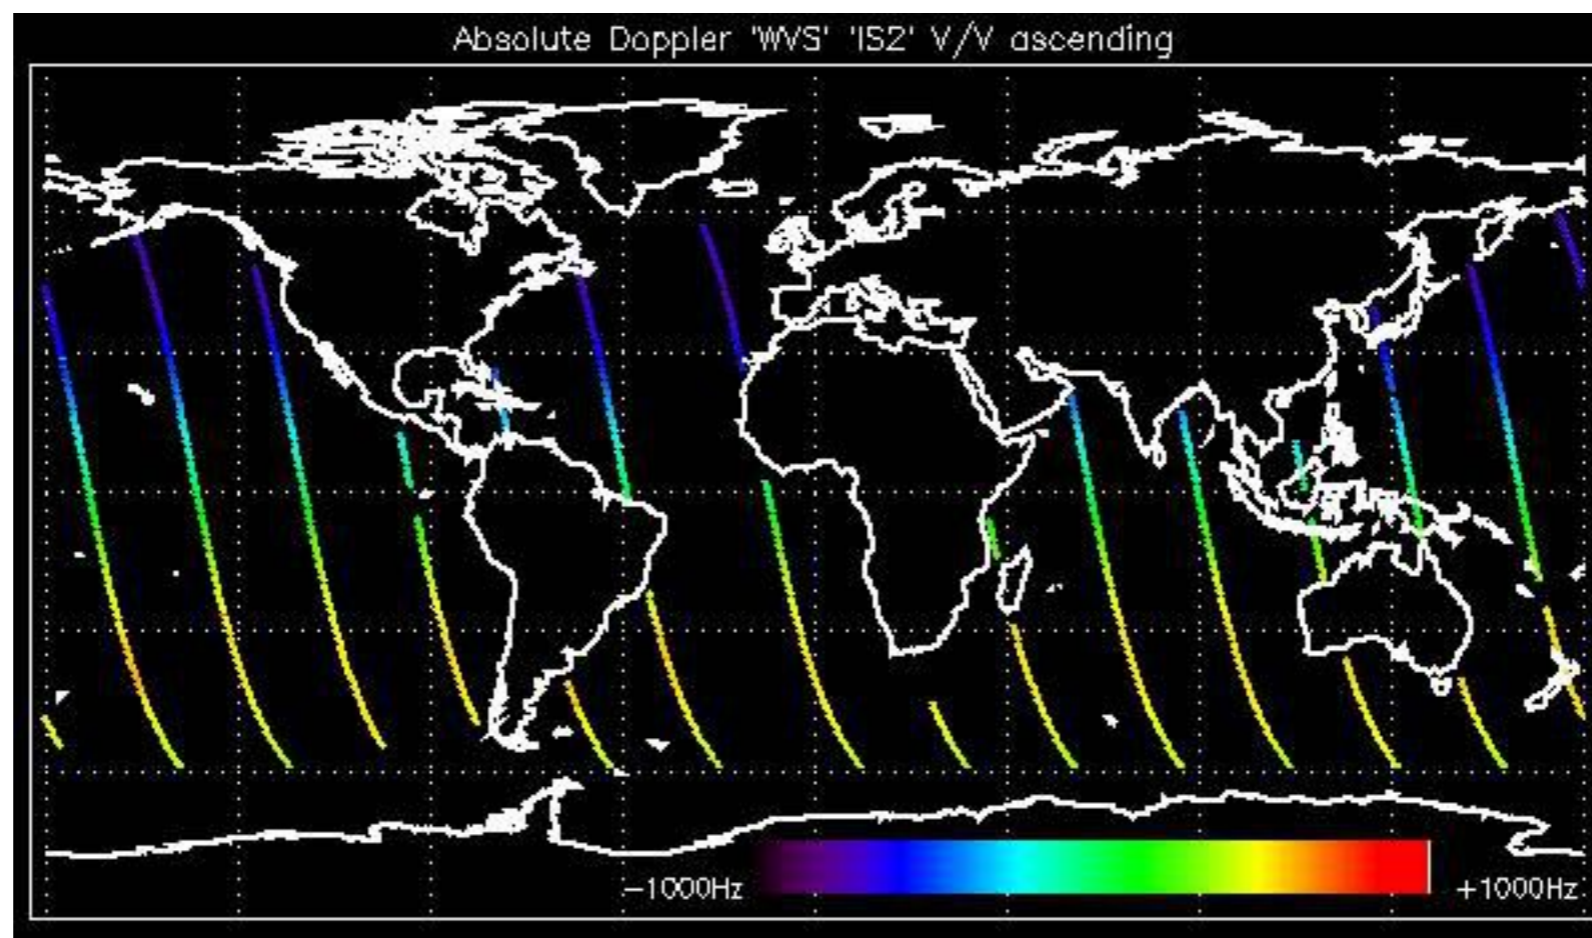 Absolute Doppler 'WVS' 'IS2' V/V ascending
-1000Hz +1000Hz